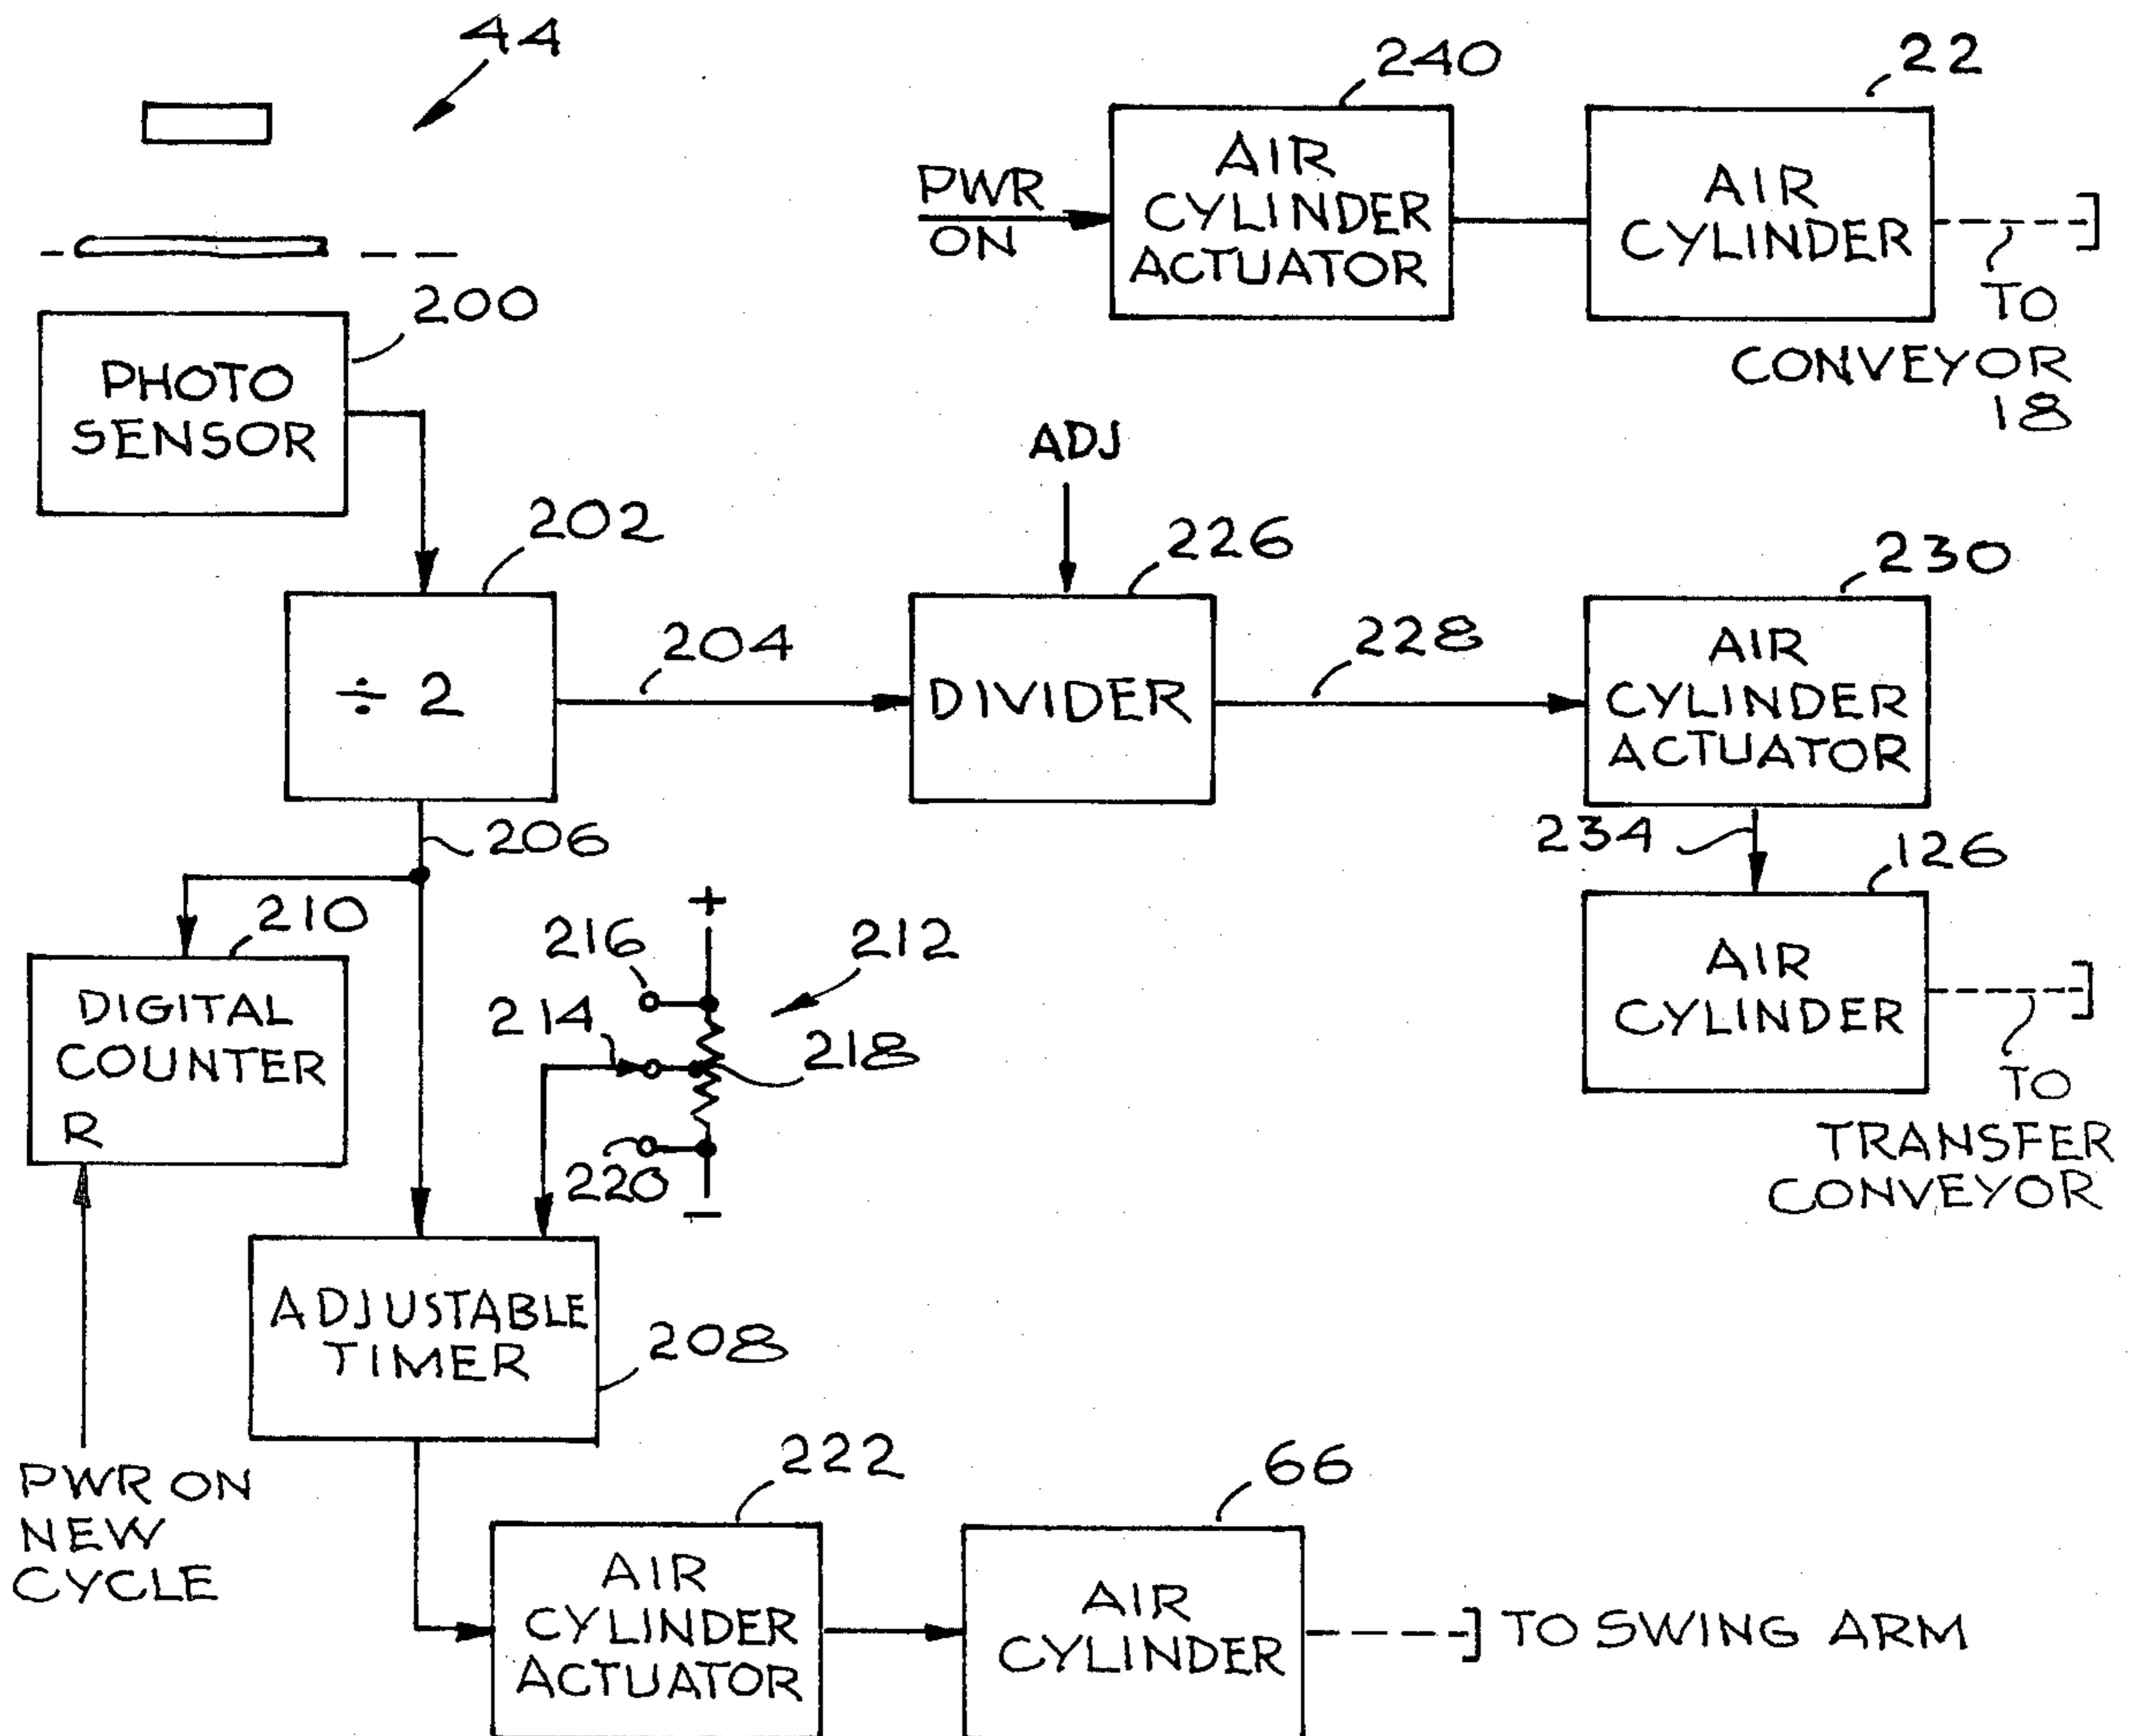 44
240
22
AIR
CYLINDER
ACTUATOR
PWR
ON
AIR
CYLINDER
TO
CONVEYOR
18
200
PHOTO
SENSOR
202
÷ 2
204
ADJ
226
DIVIDER
228
230
AIR
CYLINDER
ACTUATOR
234
126
AIR
CYLINDER
TO
TRANSFER
CONVEYOR
206
210
DIGITAL
COUNTER
R
PWR ON
NEW
CYCLE
+
216
212
214
218
220
−
ADJUSTABLE
TIMER
208
222
AIR
CYLINDER
ACTUATOR
66
AIR
CYLINDER
TO SWING ARM